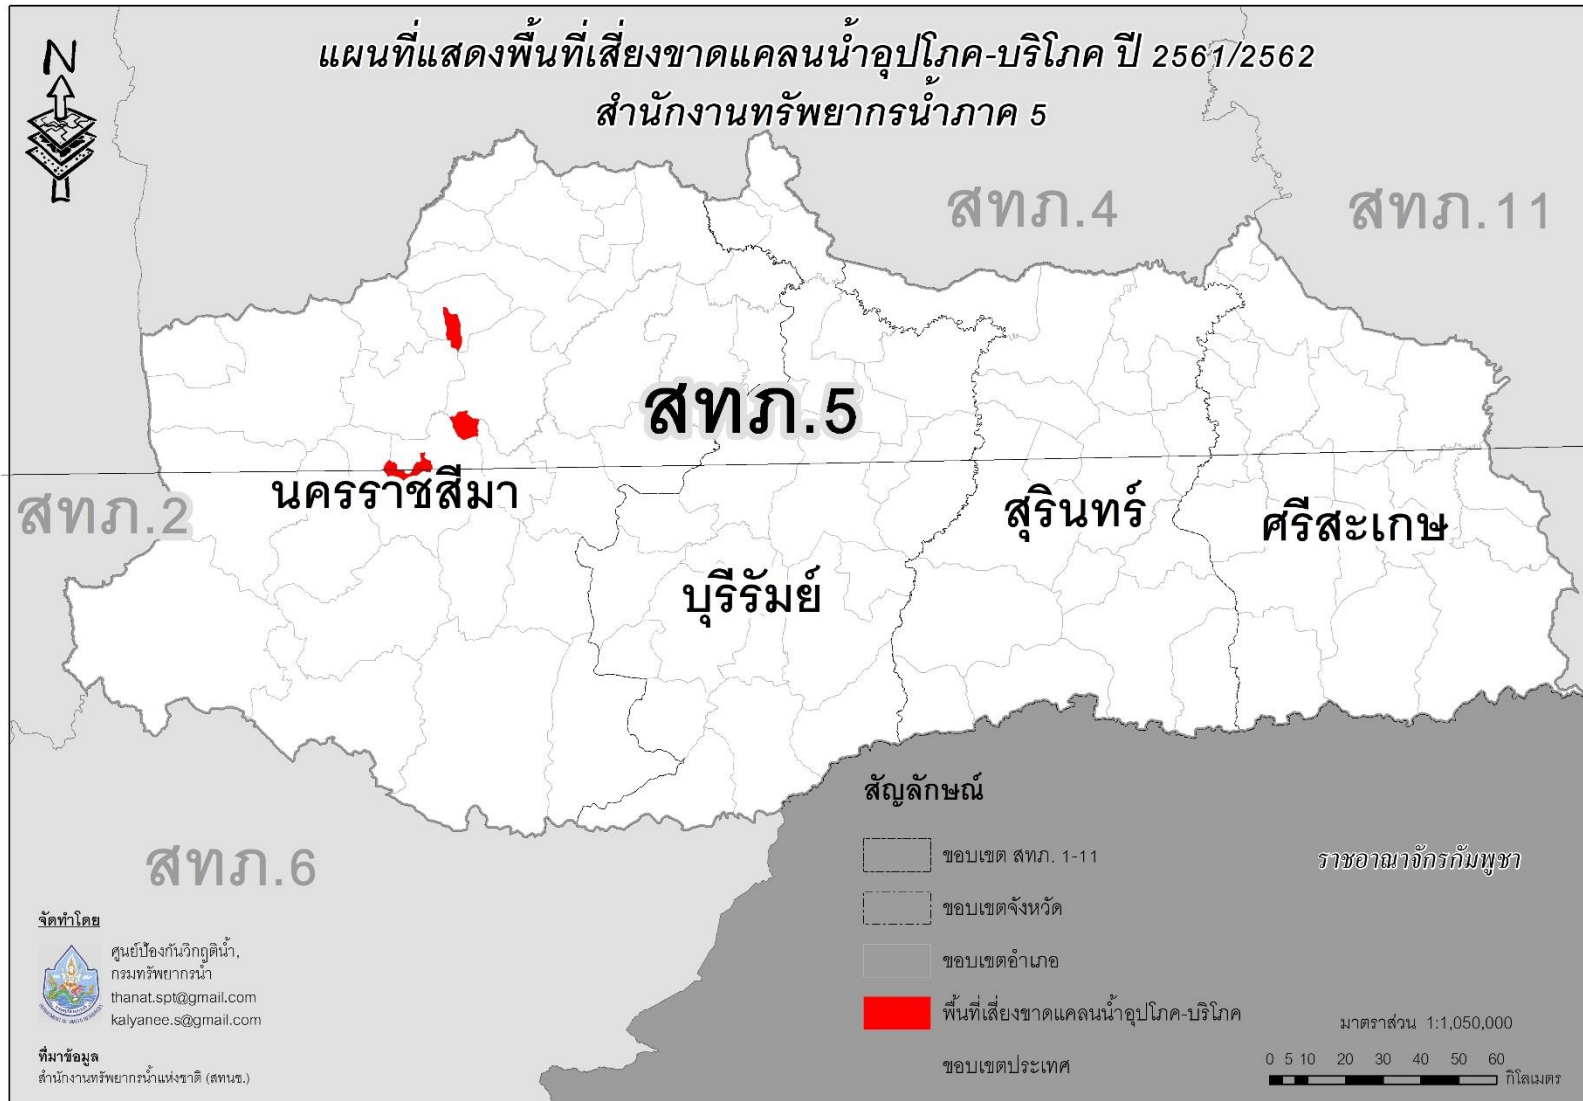 แผนที่แสดงพื้นที่เสี่ยงขาดแคลนน้ำอุปโภค-บริโภค ปี 2561/2562
สำนักงานทรัพยากรน้ำภาค 5
N
สทภ.4
สทภ.11
สทภ.5
สทภ.2
นครราชสีมา
สุรินทร์
ศรีสะเกษ
บุรีรัมย์
สทภ.6
ราชอาณาจักรกัมพูชา
สัญลักษณ์
ขอบเขต สทภ. 1-11
ขอบเขตจังหวัด
ขอบเขตอำเภอ
พื้นที่เสี่ยงขาดแคลนน้ำอุปโภค-บริโภค
ขอบเขตประเทศ
มาตราส่วน 1:1,050,000
0 5 10 20 30 40 50 60
กิโลเมตร
จัดทำโดย
ศูนย์ป้องกันวิกฤติน้ำ,
กรมทรัพยากรน้ำ
thanat.spt@gmail.com
kalyanee.s@gmail.com
ที่มาข้อมูล
สำนักงานทรัพยากรน้ำแห่งชาติ (สทนช.)